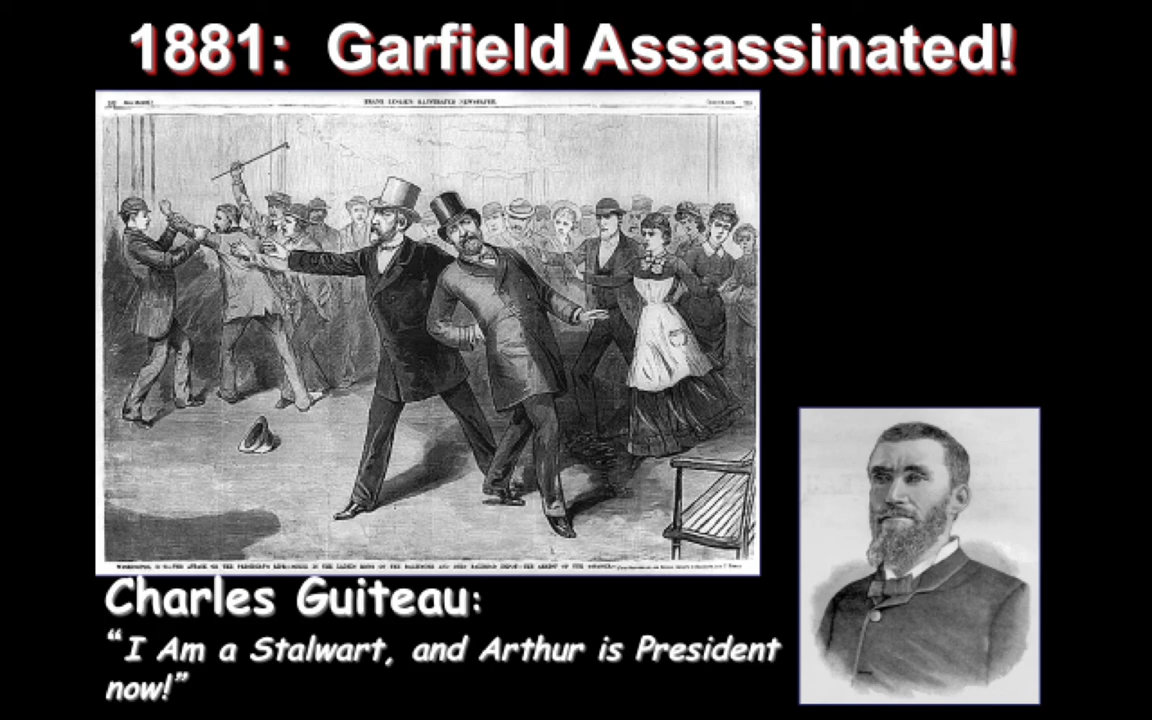 1881: Garfield Assassinated!
FRANK LESLIE'S ILLUSTRATED NEWSPAPER.
Charles Guiteau:
“I Am a Stalwart, and Arthur is President
now!”